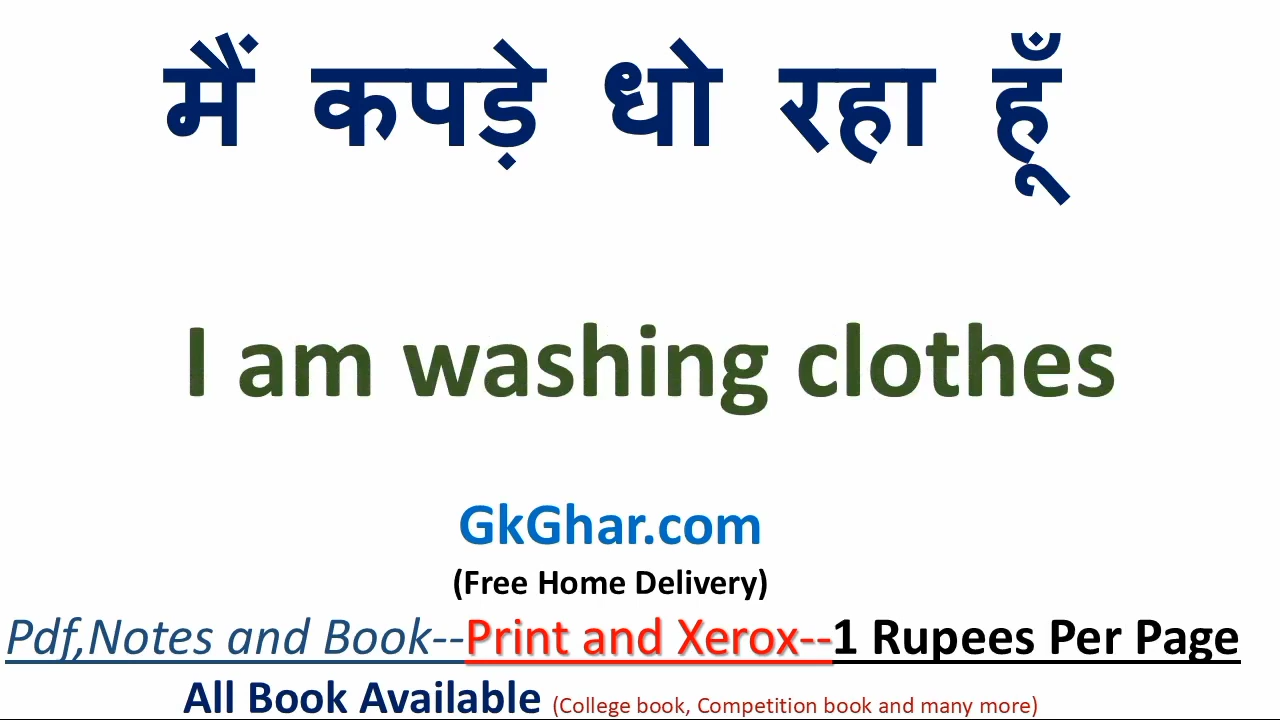 मैं कपड़े धो रहा हूँ
I am washing clothes
GkGhar.com
(Free Home Delivery)
Pdf,Notes and Book--Print and Xerox--1 Rupees Per Page
All Book Available (College book, Competition book and many more)